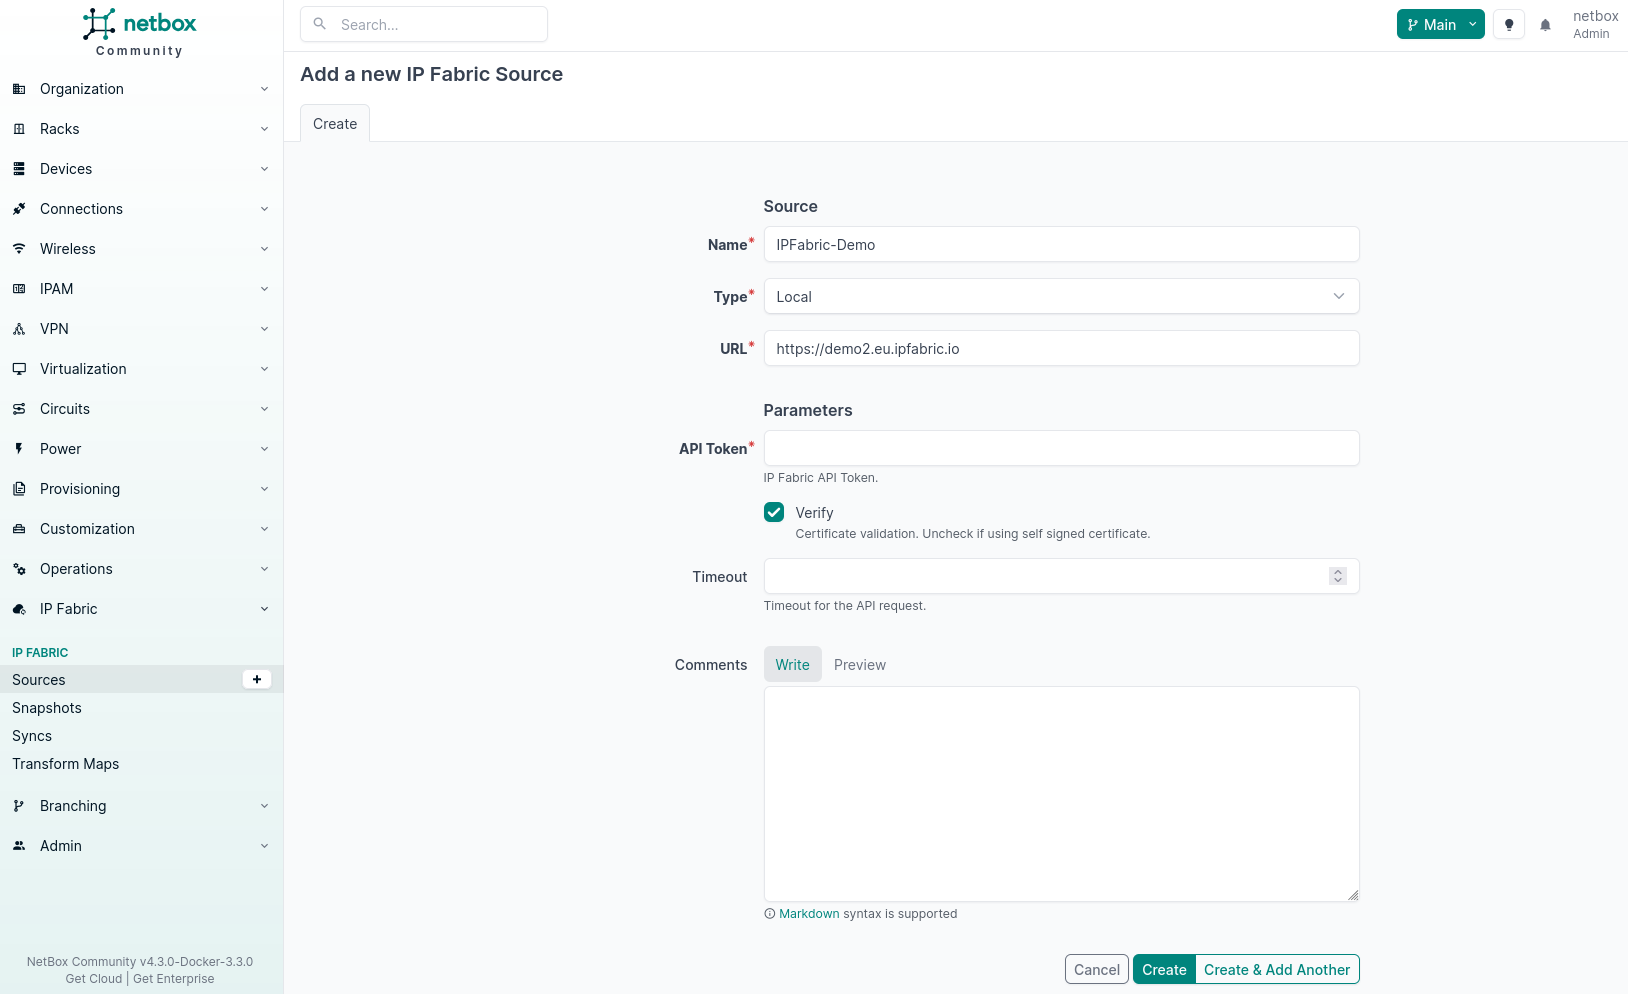 netbox
Community
Organization
Racks
Devices
Connections
Wireless
IPAM
VPN
Virtualization
Circuits
Power
Provisioning
Customization
Operations
IP Fabric
IP FABRIC
Sources
Snapshots
Syncs
Transform Maps
Branching
Admin
NetBox Community v4.3.0-Docker-3.3.0
Get Cloud | Get Enterprise
Search...
Main
netbox
Admin
Add a new IP Fabric Source
Create
Source
Name* IPFabric-Demo
Type* Local
URL* https://demo2.eu.ipfabric.io
Parameters
API Token*
IP Fabric API Token.
Verify
Certificate validation. Uncheck if using self signed certificate.
Timeout
Timeout for the API request.
Comments Write Preview
Markdown syntax is supported
Cancel Create Create & Add Another